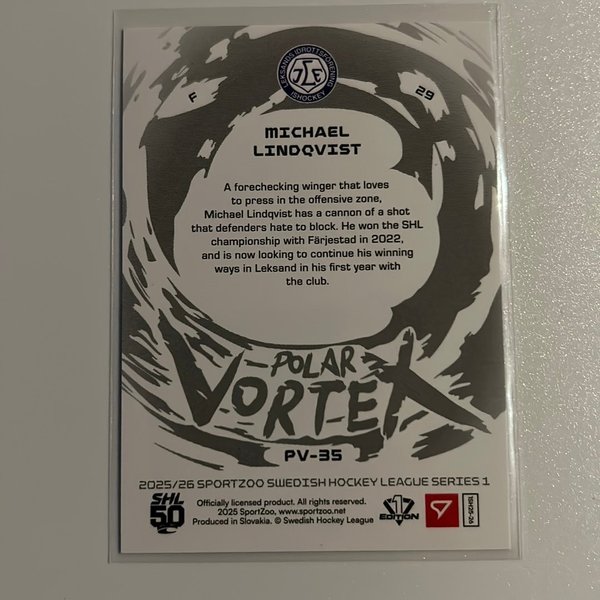 LEKSANDS IDROTTSFÖRENING
ISHOCKEY
F
29
MICHAEL
LINDQVIST
A forechecking winger that loves
to press in the offensive zone,
Michael Lindqvist has a cannon of a shot
that defenders hate to block. He won the SHL
championship with Färjestad in 2022,
and is now looking to continue his winning
ways in Leksand in his first year with
the club.
POLAR
VORTEX
PV-35
2025/26 SPORTZOO SWEDISH HOCKEY LEAGUE SERIES 1
SHL
50
Officially licensed product. All rights reserved.
2025 SportZoo, www.sportzoo.net
Produced in Slovakia. © Swedish Hockey League
EDITION